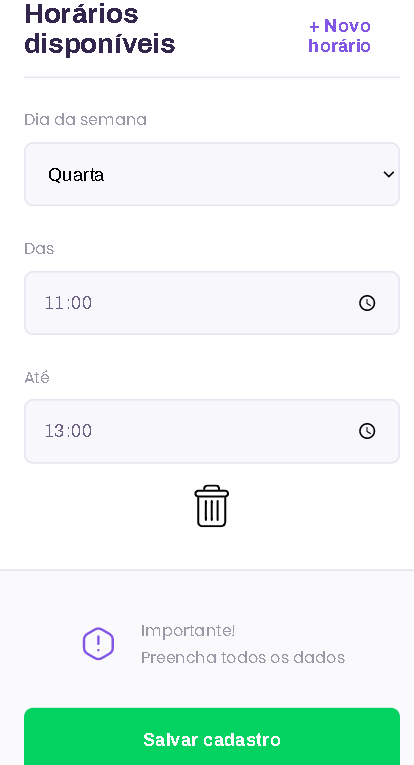 Horários
disponíveis
+ Novo
horário
Dia da semana
Quarta
Das
11:00
Até
13:00
Importante!
Preencha todos os dados
Salvar cadastro